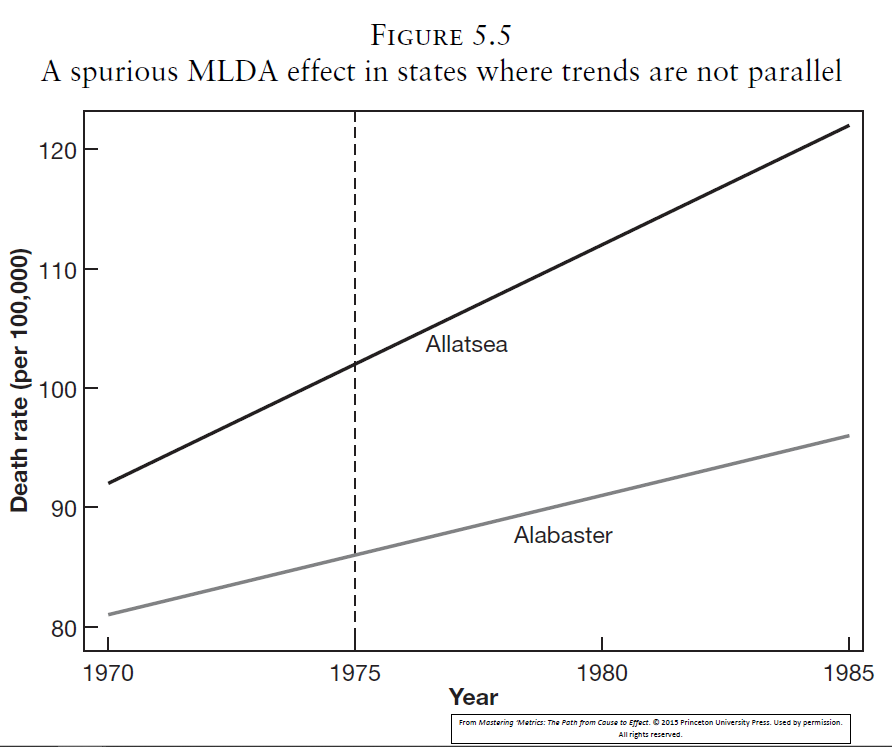 FIGURE 5.5
A spurious MLDA effect in states where trends are not parallel
Death rate (per 100,000)
120
110
100
90
80
Allatsea
Alabaster
1970 1975 1980 1985
Year
From Mastering 'Metrics: The Path from Cause to Effect. © 2015 Princeton University Press. Used by permission.
All rights reserved.